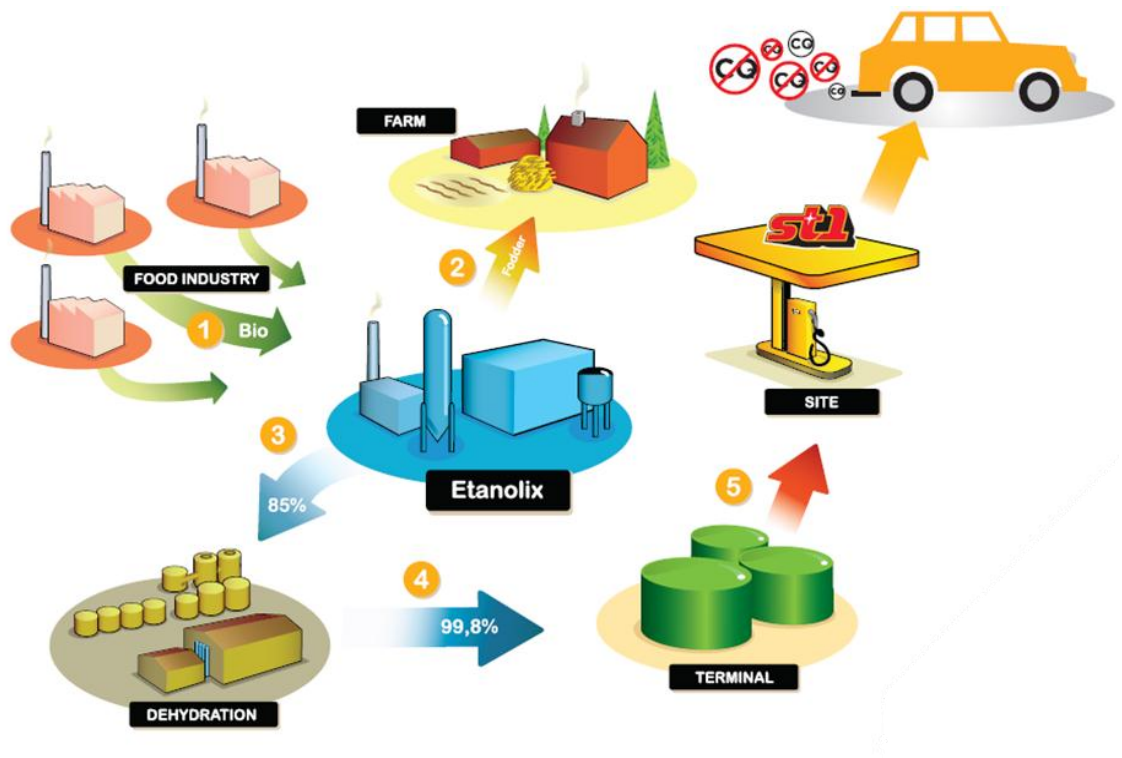 FARM
FOOD INDUSTRY
1
Bio
2
Fodder
Etanolix
3
85%
DEHYDRATION
4
99,8%
TERMINAL
5
SITE
st1
CO
CO
CO
CO
CO
CO